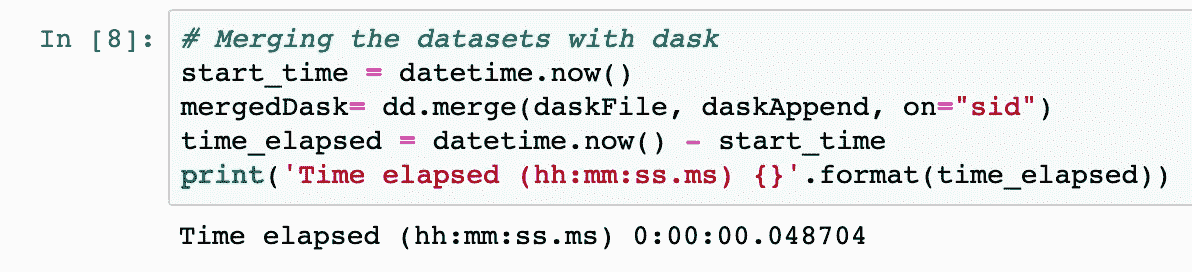 In [8]: # Merging the datasets with dask
start_time = datetime.now()
mergedDask= dd.merge(daskFile, daskAppend, on="sid")
time_elapsed = datetime.now() - start_time
print('Time elapsed (hh:mm:ss.ms) {}'.format(time_elapsed))
Time elapsed (hh:mm:ss.ms) 0:00:00.048704